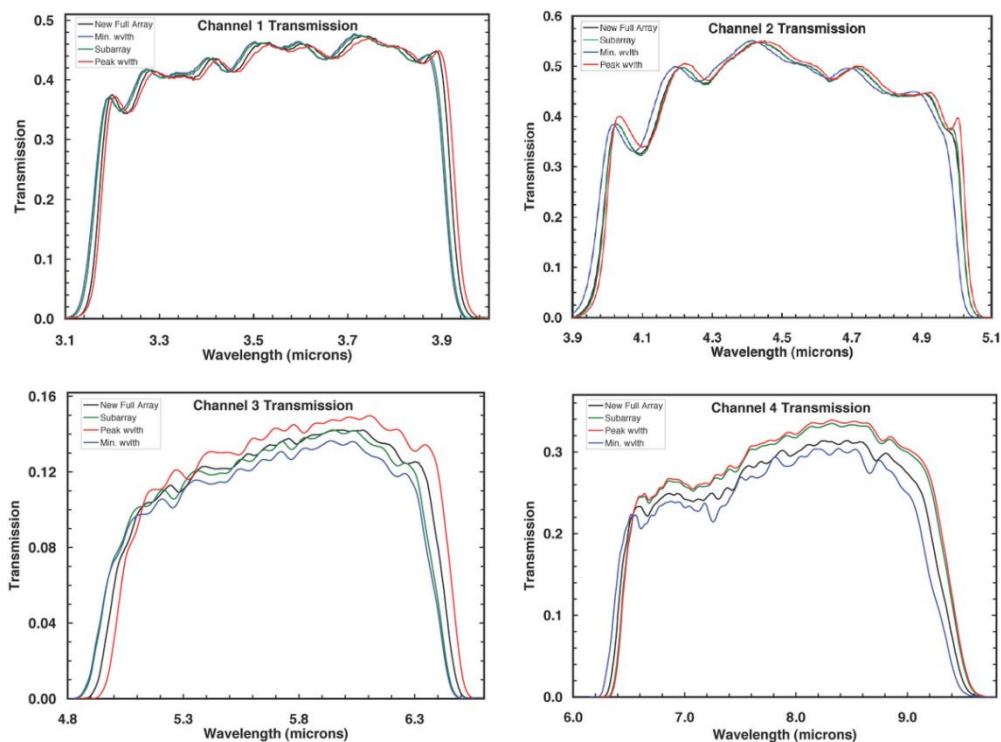 Channel 1 Transmission
New Full Array
Min. wvlth
Subarray
Peak wvlth
Transmission
0.5
0.4
0.3
0.2
0.1
0.0
3.1 3.3 3.5 3.7 3.9
Wavelength (microns)
Channel 2 Transmission
New Full Array
Subarray
Min. wvlth
Peak wvlth
Transmission
0.6
0.5
0.4
0.3
0.2
0.1
0.0
3.9 4.1 4.3 4.5 4.7 4.9 5.1
Wavelength (microns)
Channel 3 Transmission
New Full Array
Subarray
Peak wvlth
Min. wvlth
Transmission
0.16
0.12
0.08
0.04
0.00
4.8 5.3 5.8 6.3
Wavelength (microns)
Channel 4 Transmission
New Full Array
Subarray
Peak wvlth
Min. wvlth
Transmission
0.3
0.2
0.1
0.0
6.0 7.0 8.0 9.0
Wavelength (microns)